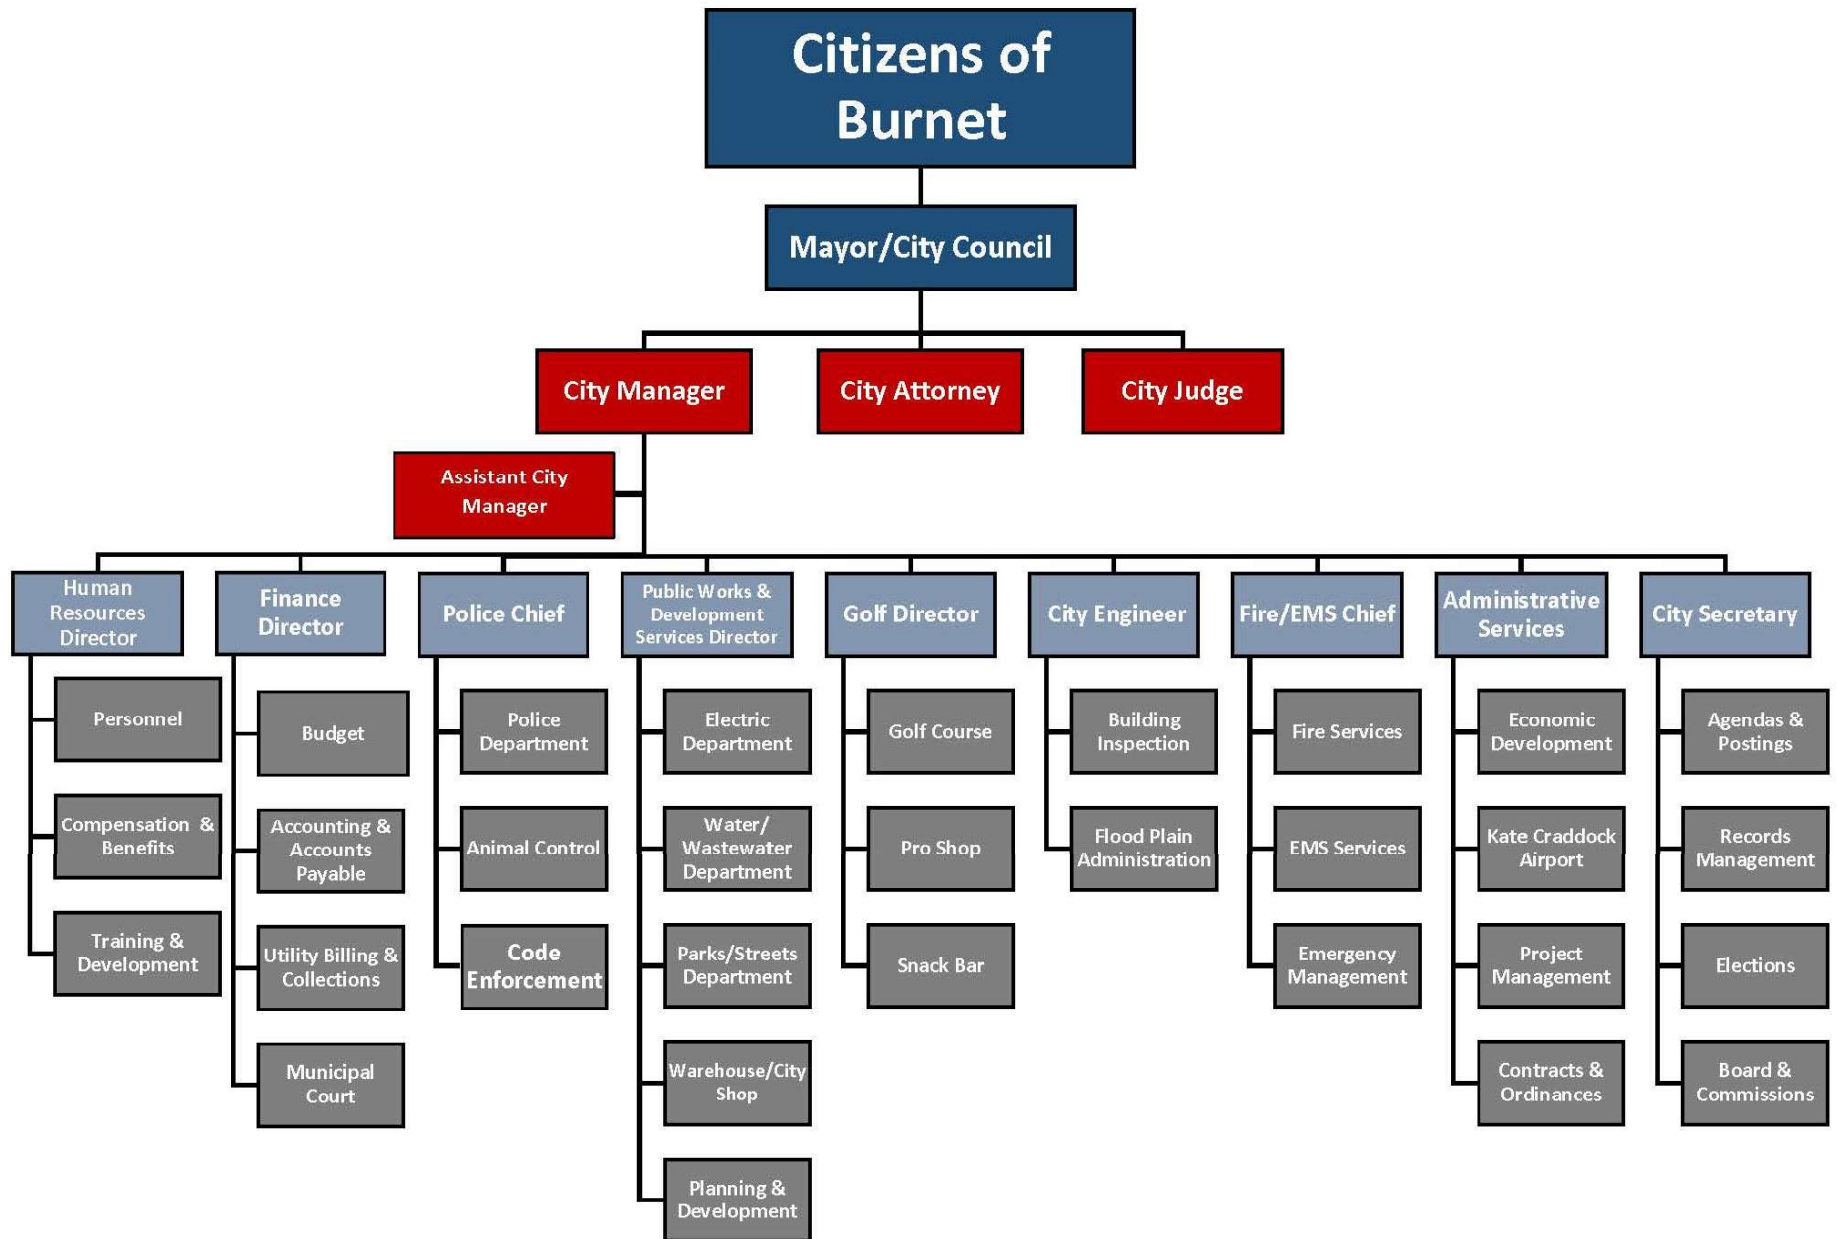 Citizens of
Burnet
Mayor/City Council
City Manager
City Attorney
City Judge
Assistant City
Manager
Human
Resources
Director
Finance
Director
Police Chief
Public Works &
Development
Services Director
Golf Director
City Engineer
Fire/EMS Chief
Administrative
Services
City Secretary
Personnel
Compensation &
Benefits
Training &
Development
Budget
Accounting &
Accounts
Payable
Utility Billing &
Collections
Municipal
Court
Police
Department
Animal Control
Code
Enforcement
Electric
Department
Water/
Wastewater
Department
Parks/Streets
Department
Warehouse/City
Shop
Planning &
Development
Golf Course
Pro Shop
Snack Bar
Building
Inspection
Flood Plain
Administration
Fire Services
EMS Services
Emergency
Management
Economic
Development
Kate Craddock
Airport
Project
Management
Contracts &
Ordinances
Agendas &
Postings
Records
Management
Elections
Board &
Commissions